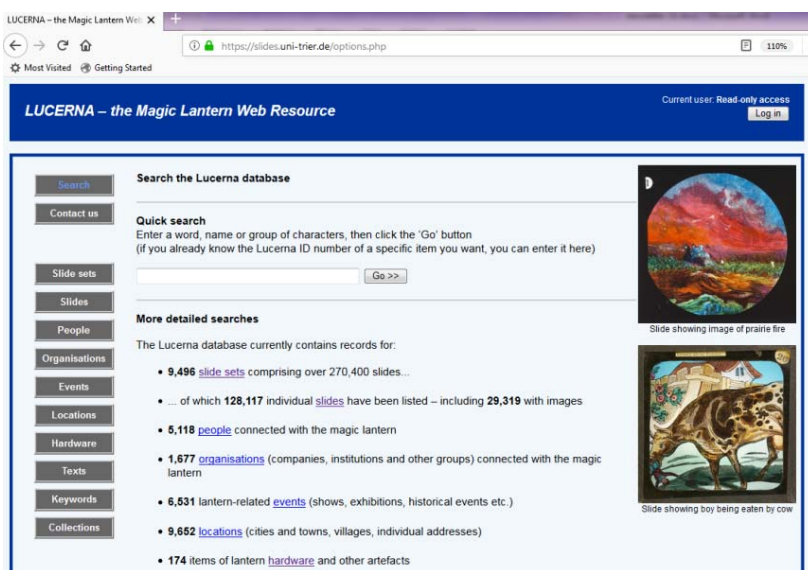 LUCERNA – the Magic Lantern Web
https://slides.uni-trier.de/options.php
110%
Most Visited
Getting Started
LUCERNA – the Magic Lantern Web Resource
Current user: Read-only access
Log in
Search
Contact us
Slide sets
Slides
People
Organisations
Events
Locations
Hardware
Texts
Keywords
Collections
Search the Lucerna database
Quick search
Enter a word, name or group of characters, then click the 'Go' button
(if you already know the Lucerna ID number of a specific item you want, you can enter it here)
Go >>
More detailed searches
The Lucerna database currently contains records for:
• 9,496 slide sets comprising over 270,400 slides...
• ... of which 128,117 individual slides have been listed – including 29,319 with images
• 5,118 people connected with the magic lantern
• 1,677 organisations (companies, institutions and other groups) connected with the magic
lantern
• 6,531 lantern-related events (shows, exhibitions, historical events etc.)
• 9,652 locations (cities and towns, villages, individual addresses)
• 174 items of lantern hardware and other artefacts
Slide showing image of prairie fire
Slide showing boy being eaten by cow